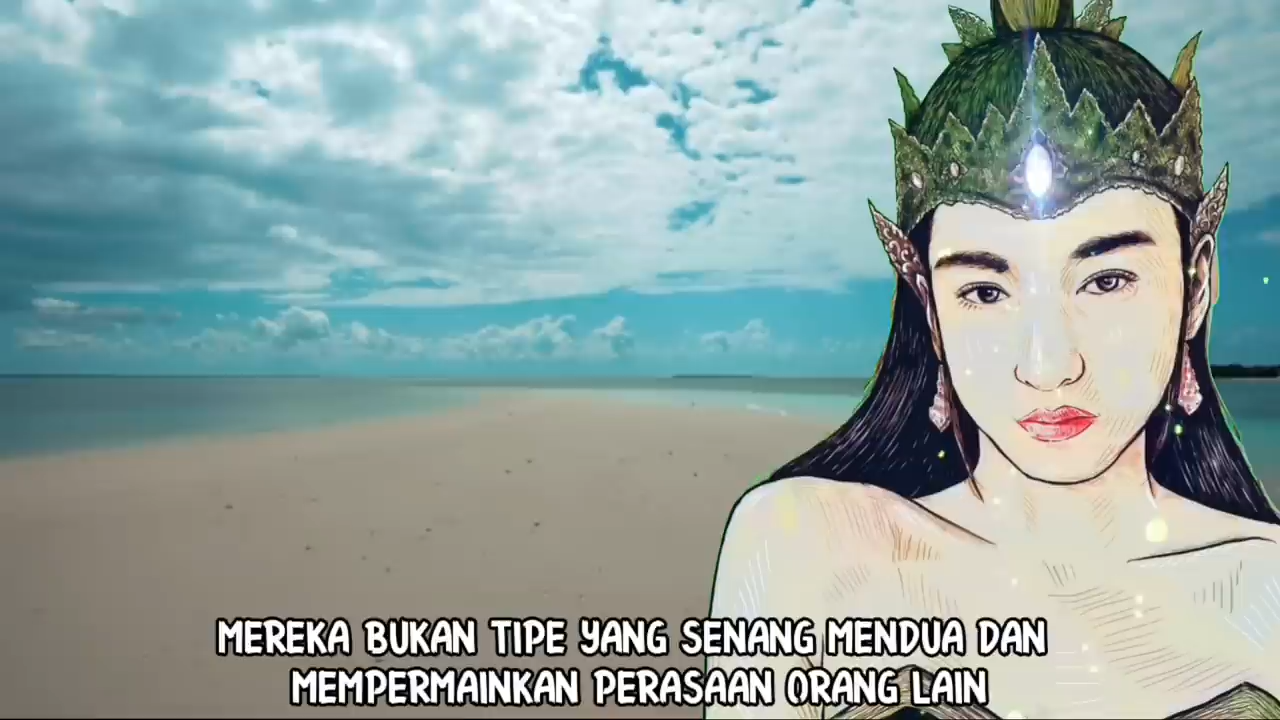 MEREKA BUKAN TIPE YANG SENANG MENDUA DAN
MEMPERMAINKAN PERASAAN ORANG LAIN